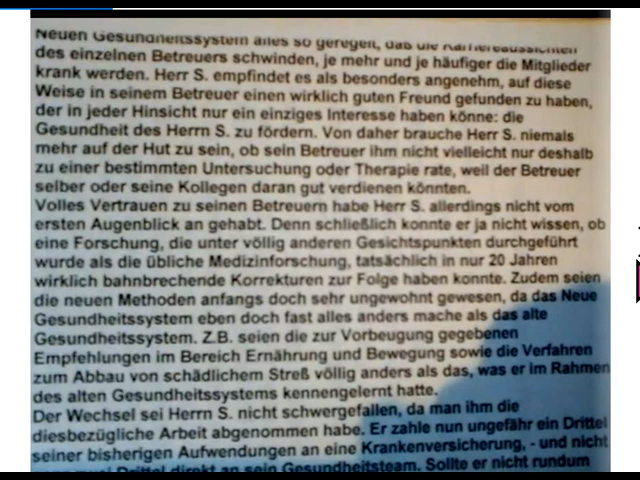 Neuen Gesundheitssystem alles so geregelt, daß die Karriereaussichten
des einzelnen Betreuers schwinden, je mehr und je häufiger die Mitglieder
krank werden. Herr S. empfindet es als besonders angenehm, auf diese
Weise in seinem Betreuer einen wirklich guten Freund gefunden zu haben,
der in jeder Hinsicht nur ein einziges Interesse haben könne: die
Gesundheit des Herrn S. zu fördern. Von daher brauche Herr S. niemals
mehr auf der Hut zu sein, ob sein Betreuer ihm nicht vielleicht nur deshalb
zu einer bestimmten Untersuchung oder Therapie rate, weil der Betreuer
selber oder seine Kollegen daran gut verdienen könnten.
Volles Vertrauen zu seinen Betreuern habe Herr S. allerdings nicht vom
ersten Augenblick an gehabt. Denn schließlich konnte er ja nicht wissen, ob
eine Forschung, die unter völlig anderen Gesichtspunkten durchgeführt
wurde als die übliche Medizinforschung, tatsächlich in nur 20 Jahren
wirklich bahnbrechende Korrekturen zur Folge haben konnte. Zudem seien
die neuen Methoden anfangs doch sehr ungewohnt gewesen, da das Neue
Gesundheitssystem eben doch fast alles anders mache als das alte
Gesundheitssystem. Z.B. seien die zur Vorbeugung gegebenen
Empfehlungen im Bereich Ernährung und Bewegung sowie die Verfahren
zum Abbau von schädlichem Streß völlig anders als das, was er im Rahmen
des alten Gesundheitssystems kennengelernt hatte.
Der Wechsel sei Herrn S. nicht schwergefallen, da man ihm die
diesbezügliche Arbeit abgenommen habe. Er zahle nun ungefähr ein Drittel
seiner bisherigen Aufwendungen an eine Krankenversicherung, - und nicht
ganz zwei Drittel direkt an sein Gesundheitsteam. Sollte er nicht rundum